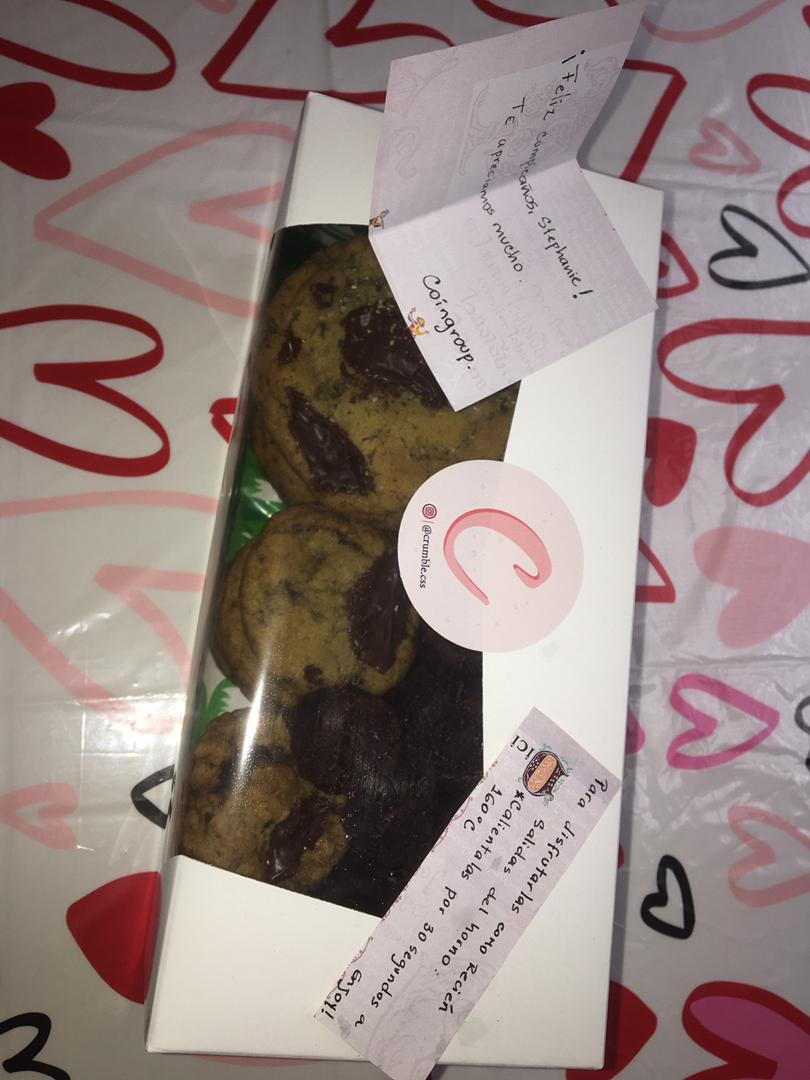 ¡Feliz cumpleaños, Stephanie!
Te apreciamos mucho.
Coingroup.
C
@crumble.css
Para disfrutarlas como Recién
Salidas del horno:
*Calientalas por 30 segundos a
160°C
Enjoy!